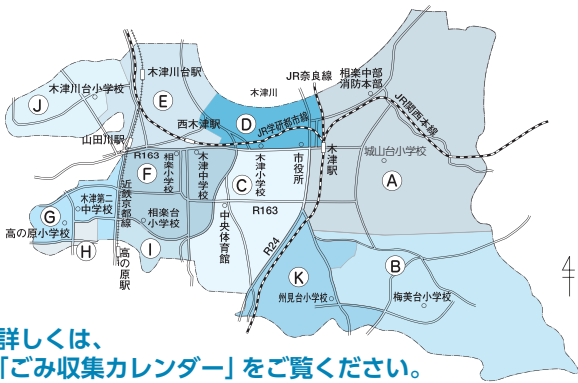 JR奈良線
相楽中部
消防本部
木津川台駅
木津川
木津川台小学校
E
J
西木津駅
D
JR学研都市線
JR関西本線
山田川駅
R163
相楽小学校
木津中学校
木津小学校
市役所
木津駅
城山台小学校
F
C
A
木津第二
中学校
近鉄京都線
相楽台
小学校
R163
G
高の原小学校
中央体育館
H
I
高の原駅
R24
B
K
州見台小学校
梅美台小学校
詳しくは、
「ごみ収集カレンダー」をご覧ください。